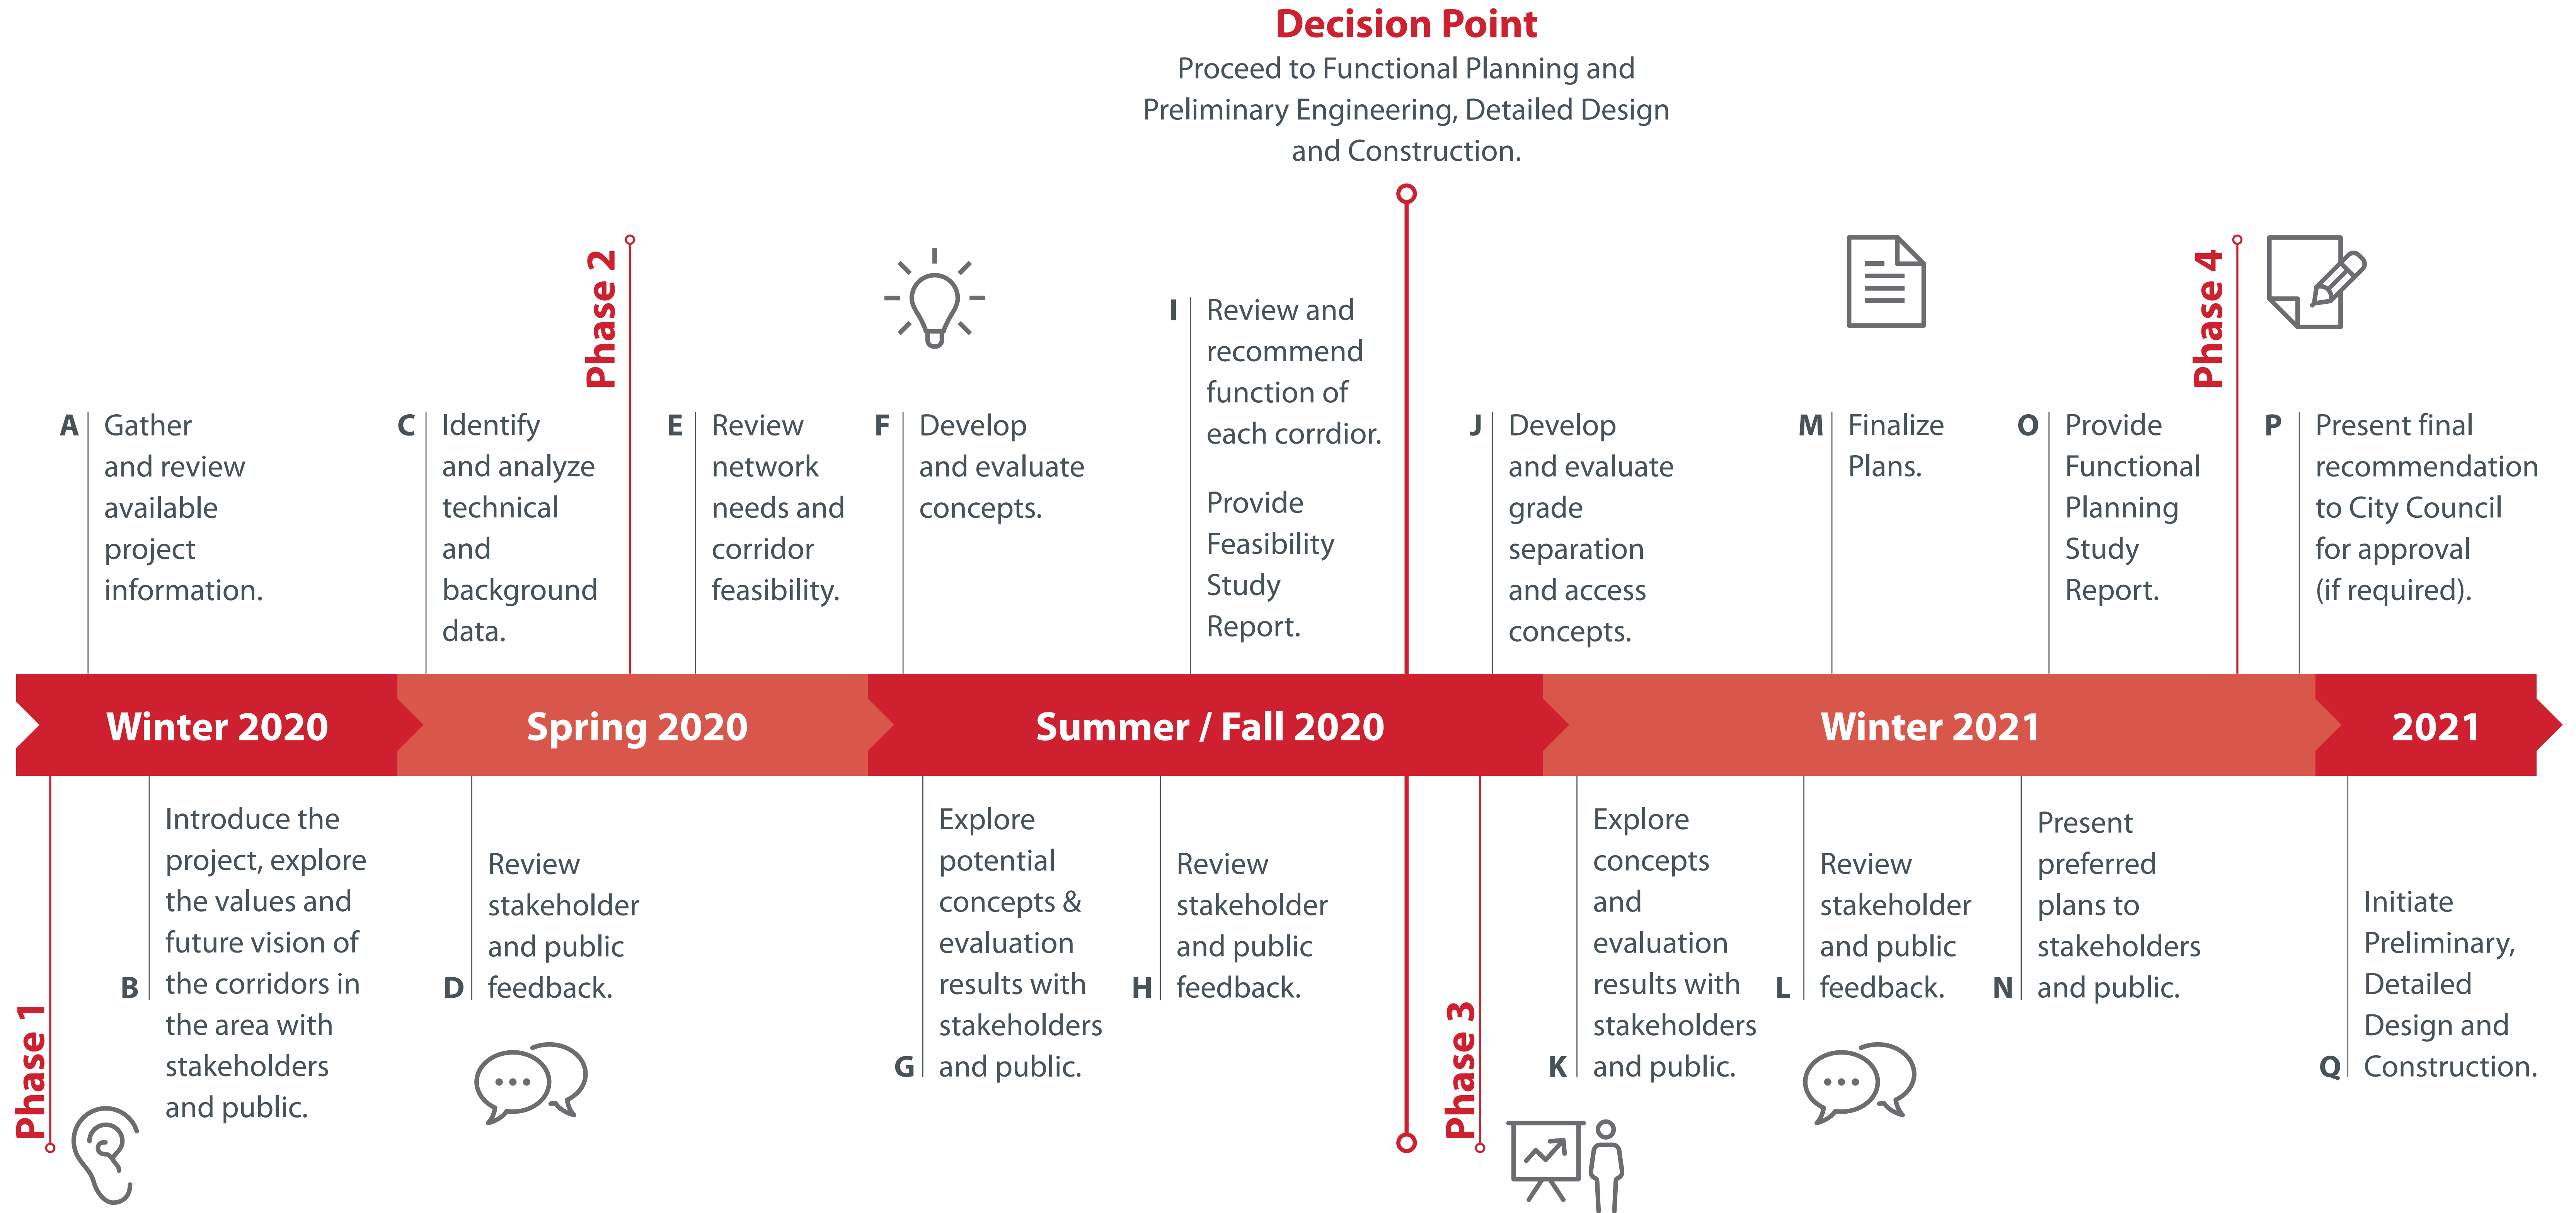 Decision Point
Proceed to Functional Planning and
Preliminary Engineering, Detailed Design
and Construction.
Phase 2
Phase 4
A
Gather
and review
available
project
information.
C
Identify
and analyze
technical
and
background
data.
E
Review
network
needs and
corridor
feasibility.
F
Develop
and evaluate
concepts.
I
Review and
recommend
function of
each corrdior.
Provide
Feasibility
Study
Report.
J
Develop
and evaluate
grade
separation
and access
concepts.
M
Finalize
Plans.
O
Provide
Functional
Planning
Study
Report.
P
Present final
recommendation
to City Council
for approval
(if required).
Winter 2020
Spring 2020
Summer / Fall 2020
Winter 2021
2021
Phase 1
B
Introduce the
project, explore
the values and
future vision of
the corridors in
the area with
stakeholders
and public.
D
Review
stakeholder
and public
feedback.
G
Explore
potential
concepts &
evaluation
results with
stakeholders
and public.
H
Review
stakeholder
and public
feedback.
Phase 3
K
Explore
concepts
and
evaluation
results with
stakeholders
and public.
L
Review
stakeholder
and public
feedback.
N
Present
preferred
plans to
stakeholders
and public.
Q
Initiate
Preliminary,
Detailed
Design and
Construction.